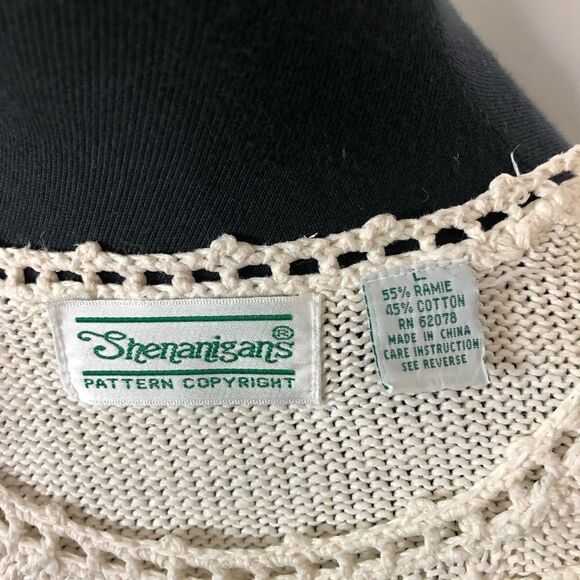 Shenanigans®
PATTERN COPYRIGHT
L
55% RAMIE
45% COTTON
RN 62078
MADE IN CHINA
CARE INSTRUCTION
SEE REVERSE